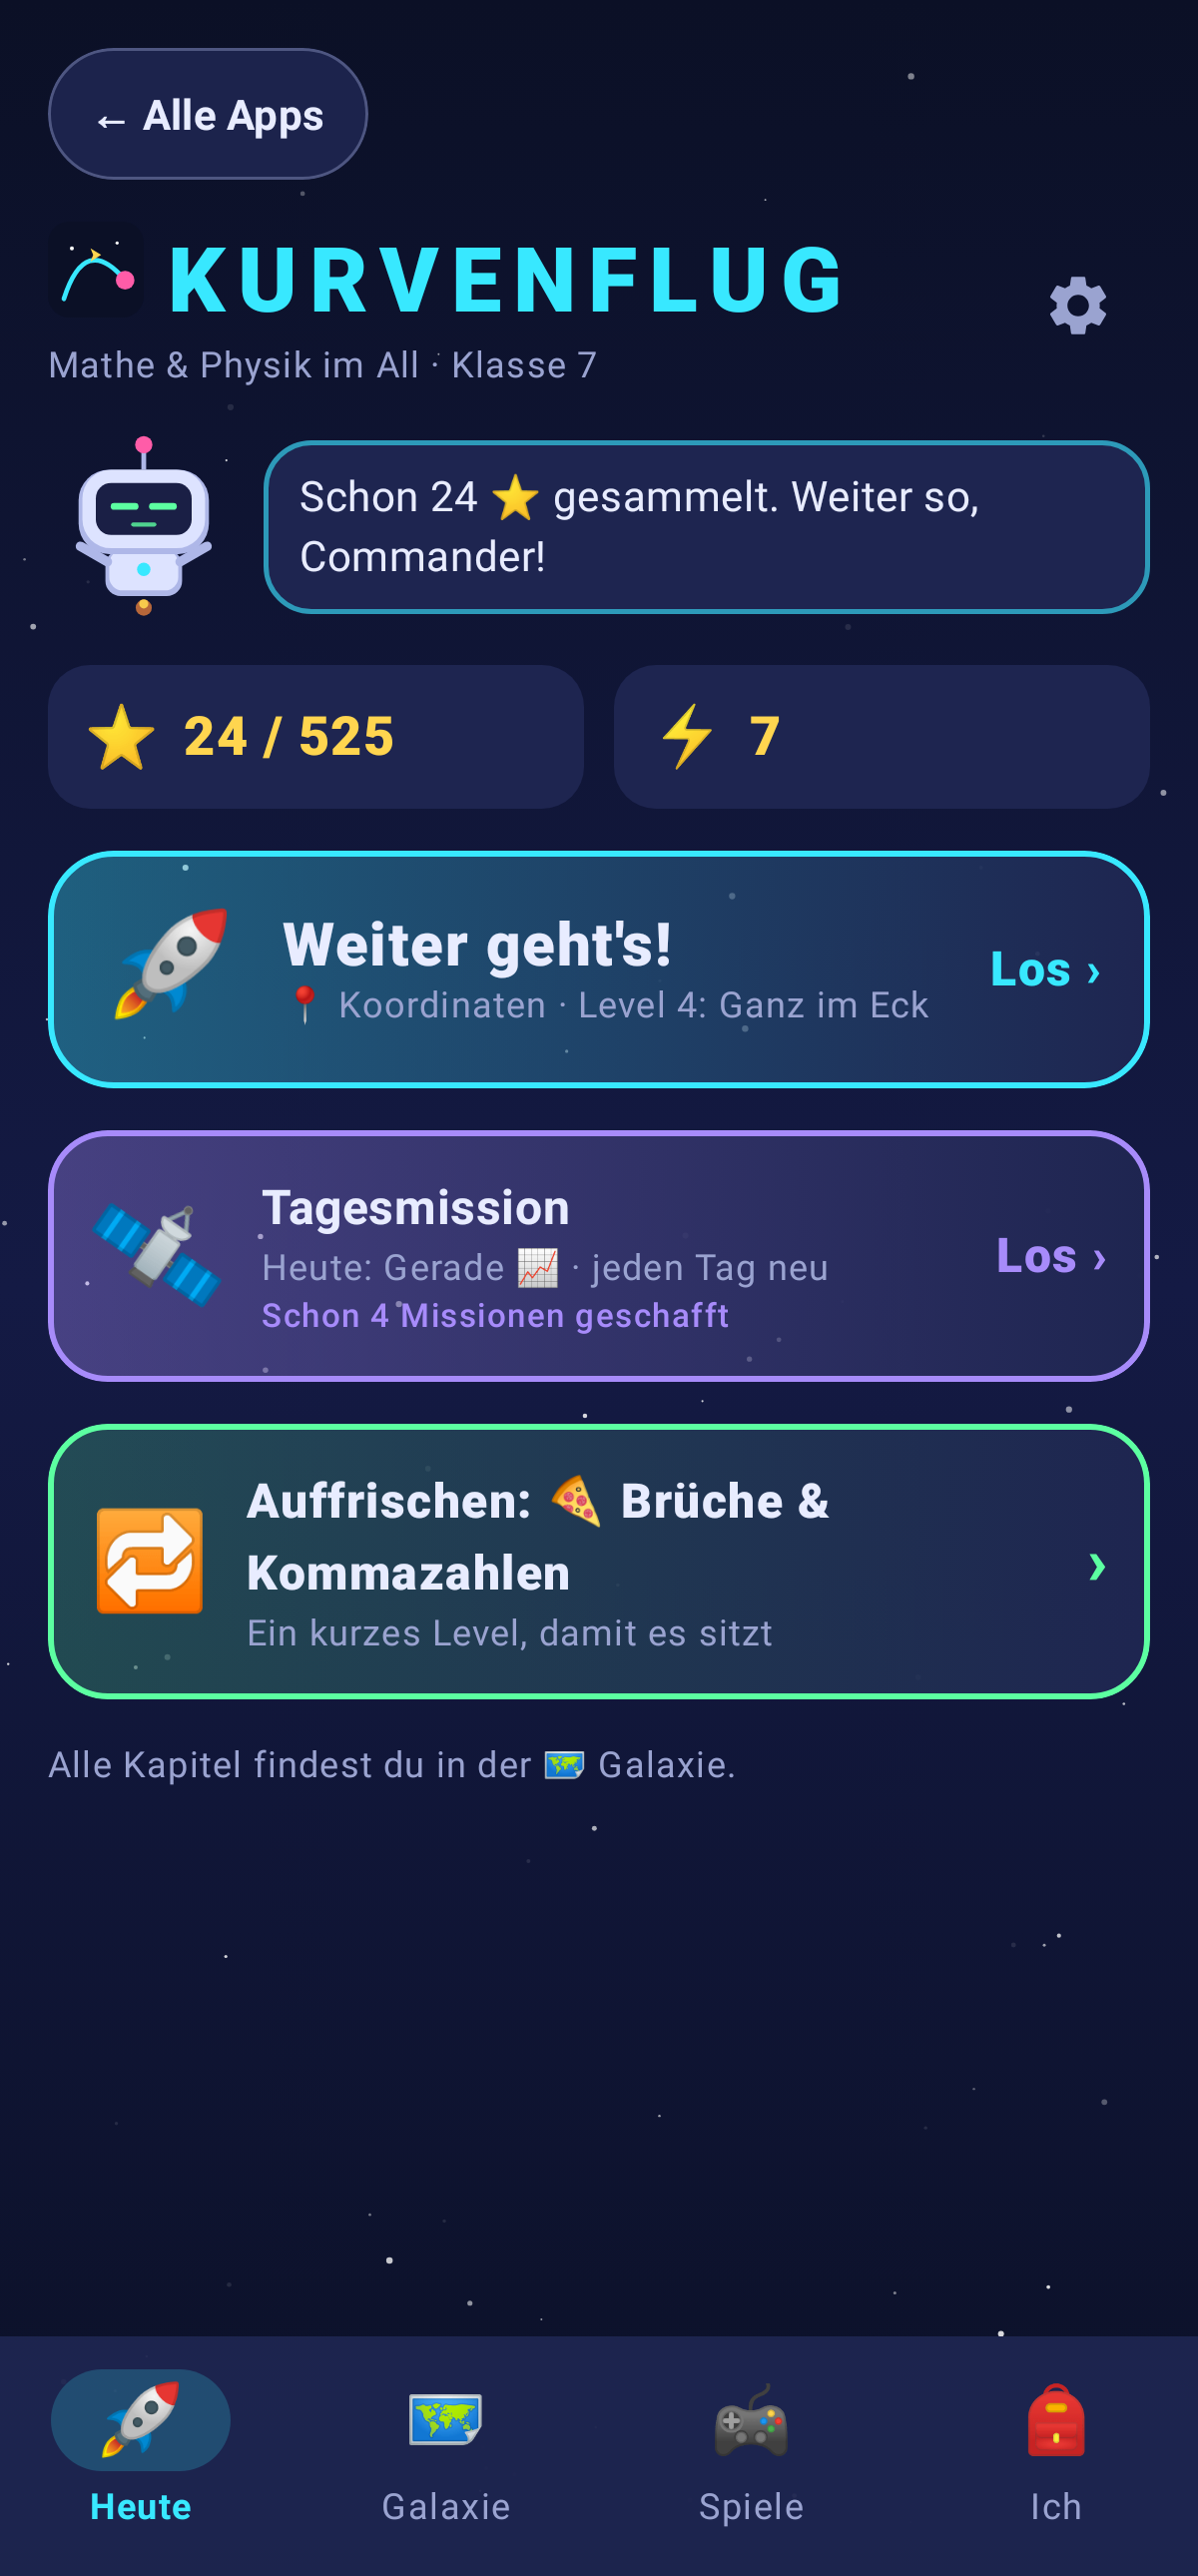 ← Alle Apps
KURVENFLUG
Mathe & Physik im All · Klasse 7
Schon 24 ⭐ gesammelt. Weiter so,
Commander!
⭐ 24 / 525
⚡ 7
Weiter geht's!
📍 Koordinaten · Level 4: Ganz im Eck
Los ›
Tagesmission
Heute: Gerade 📈 · jeden Tag neu
Schon 4 Missionen geschafft
Los ›
Auffrischen: 🍕 Brüche &
Kommazahlen
Ein kurzes Level, damit es sitzt
›
Alle Kapitel findest du in der 🗺️ Galaxie.
Heute
Galaxie
Spiele
Ich